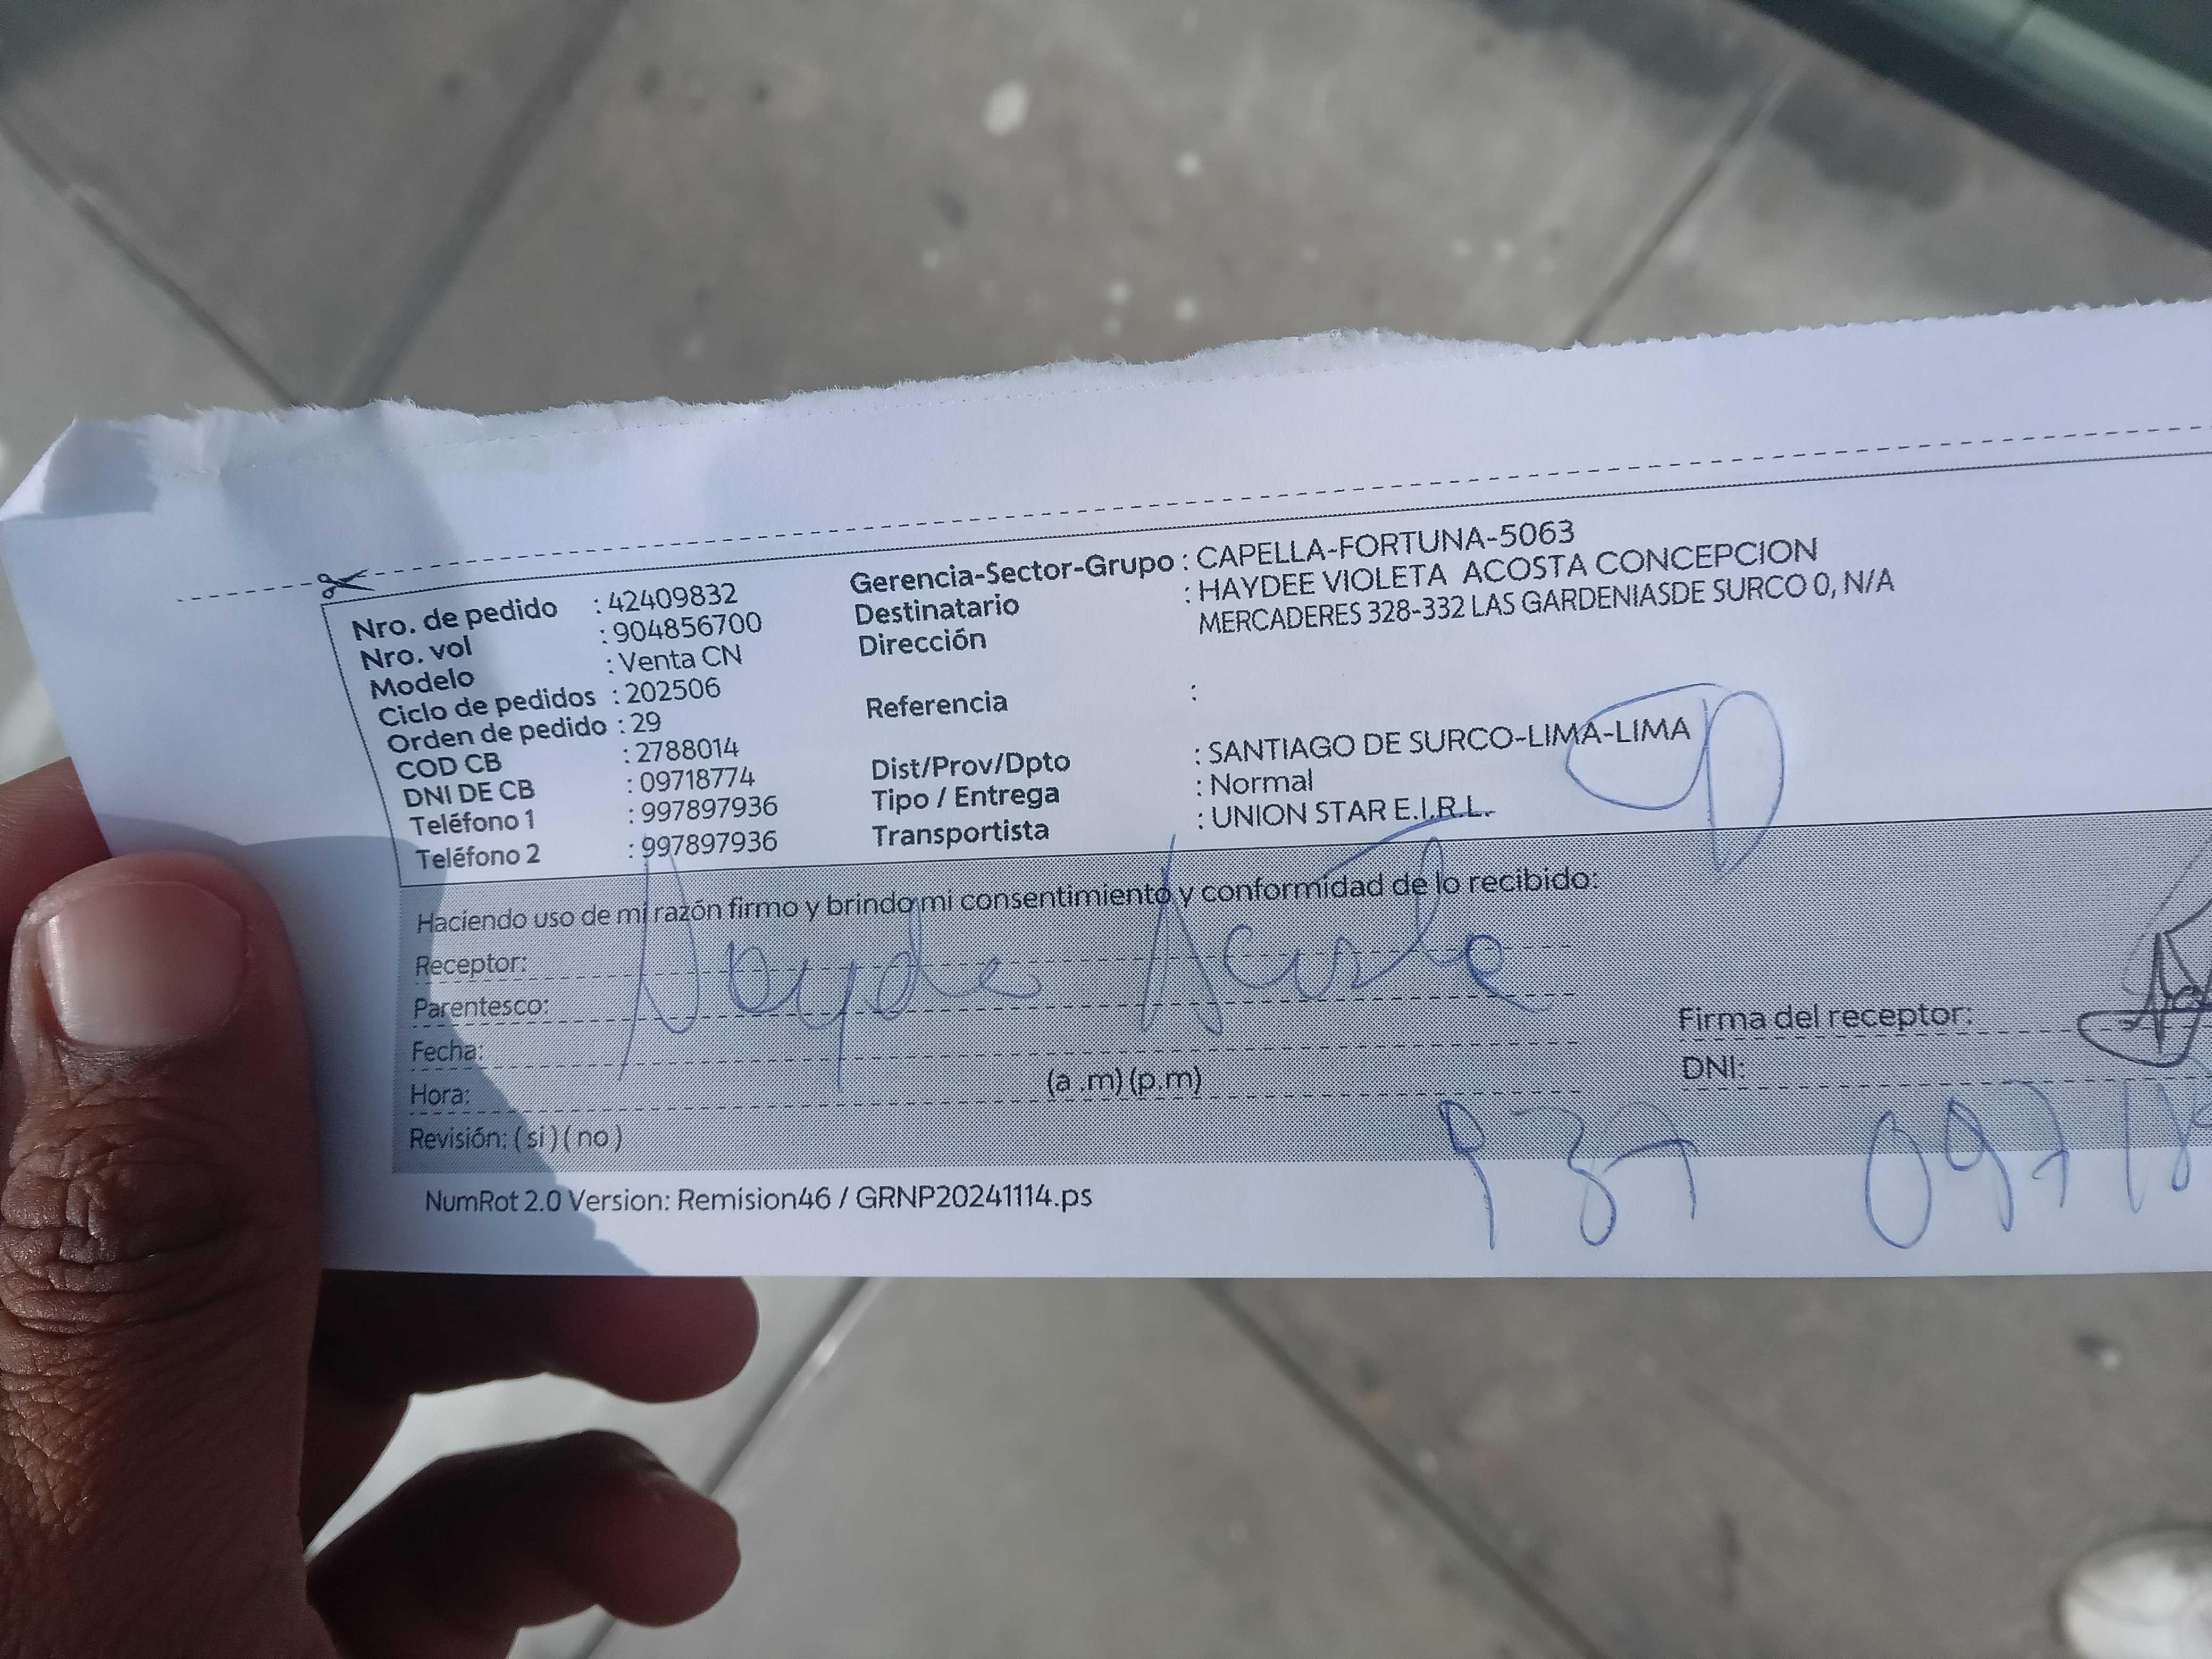 Nro. de pedido : 42409832
Nro. vol : 904856700
Modelo : Venta CN
Ciclo de pedidos : 202506
Orden de pedido : 29
COD CB : 2788014
DNI DE CB : 09718774
Teléfono 1 : 997897936
Teléfono 2 : 997897936
Gerencia-Sector-Grupo : CAPELLA-FORTUNA-5063
Destinatario : HAYDEE VIOLETA ACOSTA CONCEPCION
Dirección MERCADERES 328-332 LAS GARDENIASDE SURCO 0, N/A
Referencia :
Dist/Prov/Dpto : SANTIAGO DE SURCO-LIMA-LIMA
Tipo / Entrega : Normal
Transportista : UNION STAR E.I.R.L.
Haciendo uso de mi razón firmo y brindo mi consentimiento y conformidad de lo recibido:
Receptor:
Parentesco:
Fecha:
Hora: (a .m) (p.m)
Revisión: ( si ) ( no )
Firma del receptor:
DNI:
937 09718
NumRot 2.0 Version: Remision46 / GRNP20241114.ps